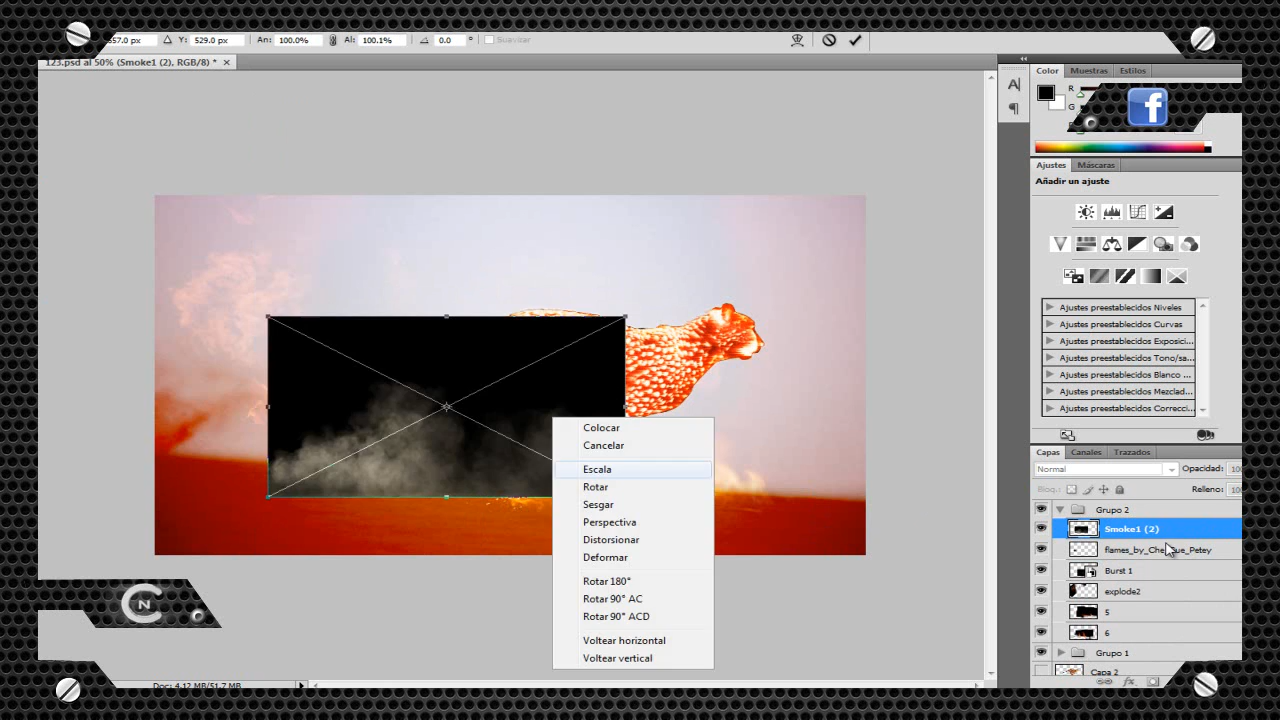 57.0 px Y: 529.0 px An: 100.0% Al: 100.1% 0.0 ° Suavizar
123.psd al 50% (Smoke1 (2), RGB/8) *
Color Muestras Estilos
R
G
f
Ajustes Máscaras
Añadir un ajuste
Ajustes preestablecidos Niveles
Ajustes preestablecidos Curvas
Ajustes preestablecidos Exposici...
Ajustes preestablecidos Tono/sa...
Ajustes preestablecidos Blanco ...
Ajustes preestablecidos Mezclad...
Ajustes preestablecidos Correcci...
Colocar
Cancelar
Escala
Rotar
Sesgar
Perspectiva
Distorsionar
Deformar
Rotar 180°
Rotar 90° AC
Rotar 90° ACD
Voltear horizontal
Voltear vertical
Capas Canales Trazados
Normal Opacidad: 100
Bloq.: Relleno: 100
Grupo 2
Smoke1 (2)
flames_by_Che ue_Petey
Burst 1
explode2
5
6
Grupo 1
Capa 2
fx
CN
Doc: 4.12 MB/51.7 MB